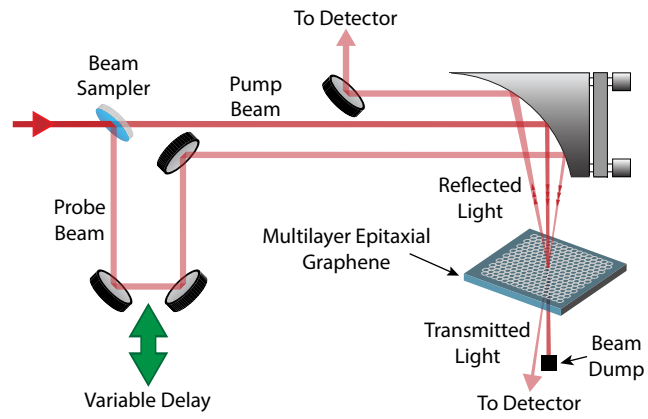 To Detector
Beam
Sampler
Pump
Beam
Probe
Beam
Reflected
Light
Multilayer Epitaxial
Graphene
Transmitted
Light
Beam
Dump
Variable Delay
To Detector